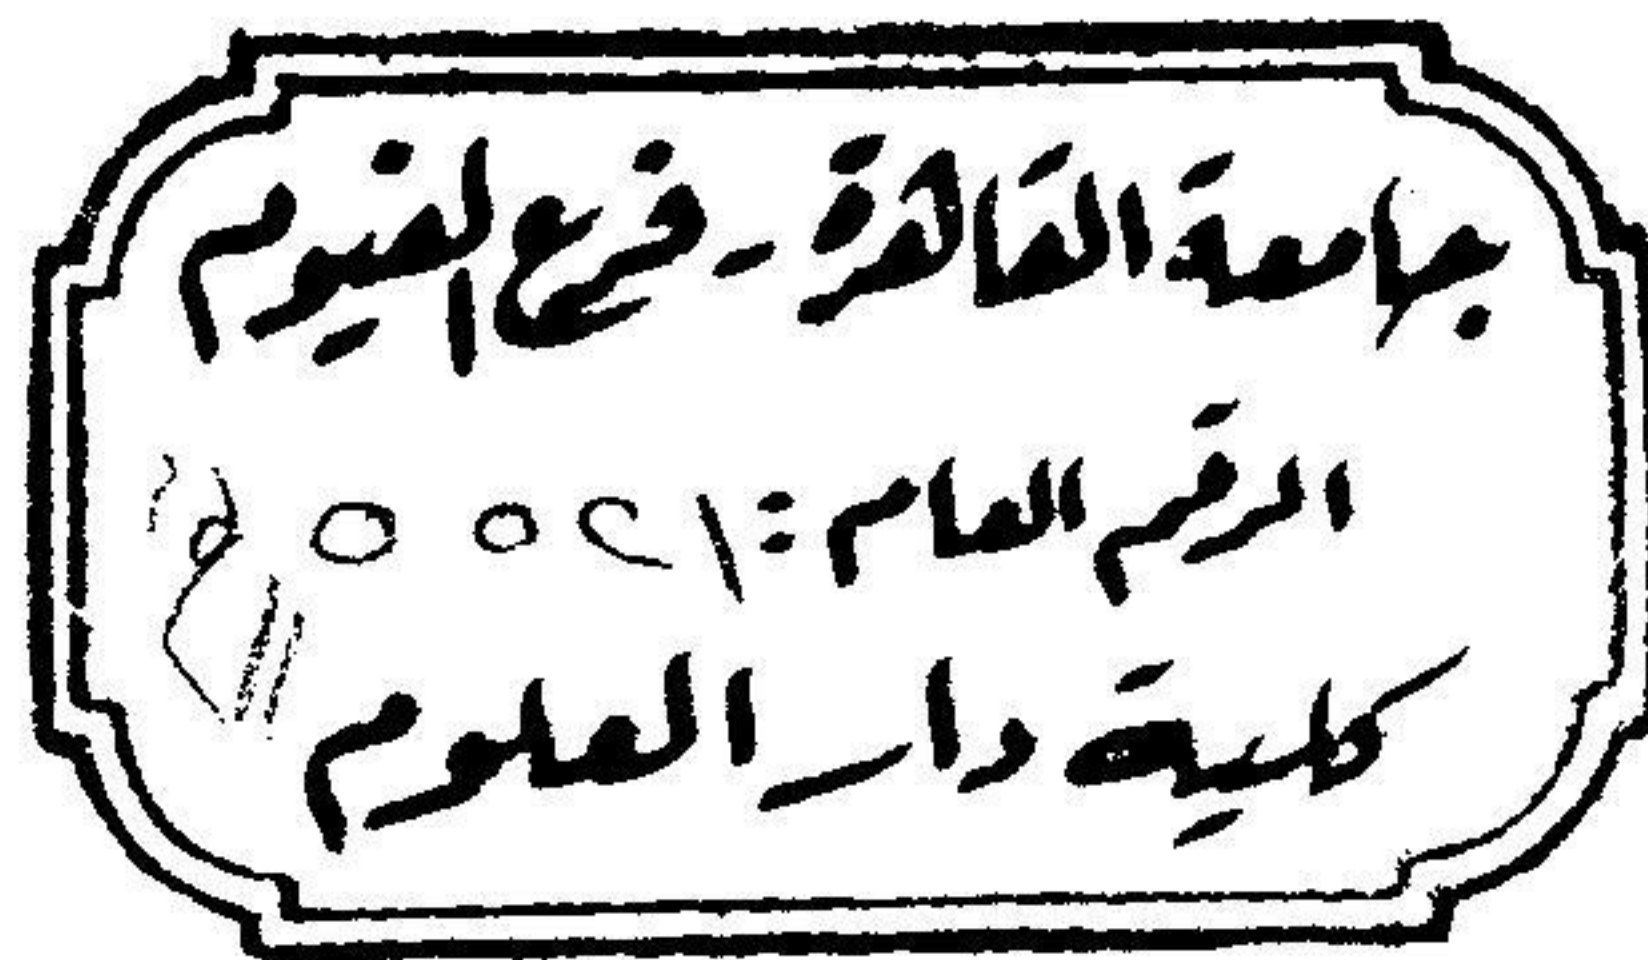 جامعة القاهرة - فرع الفيوم
الرقم العام : ٥٥٢١
كلية دار العلوم